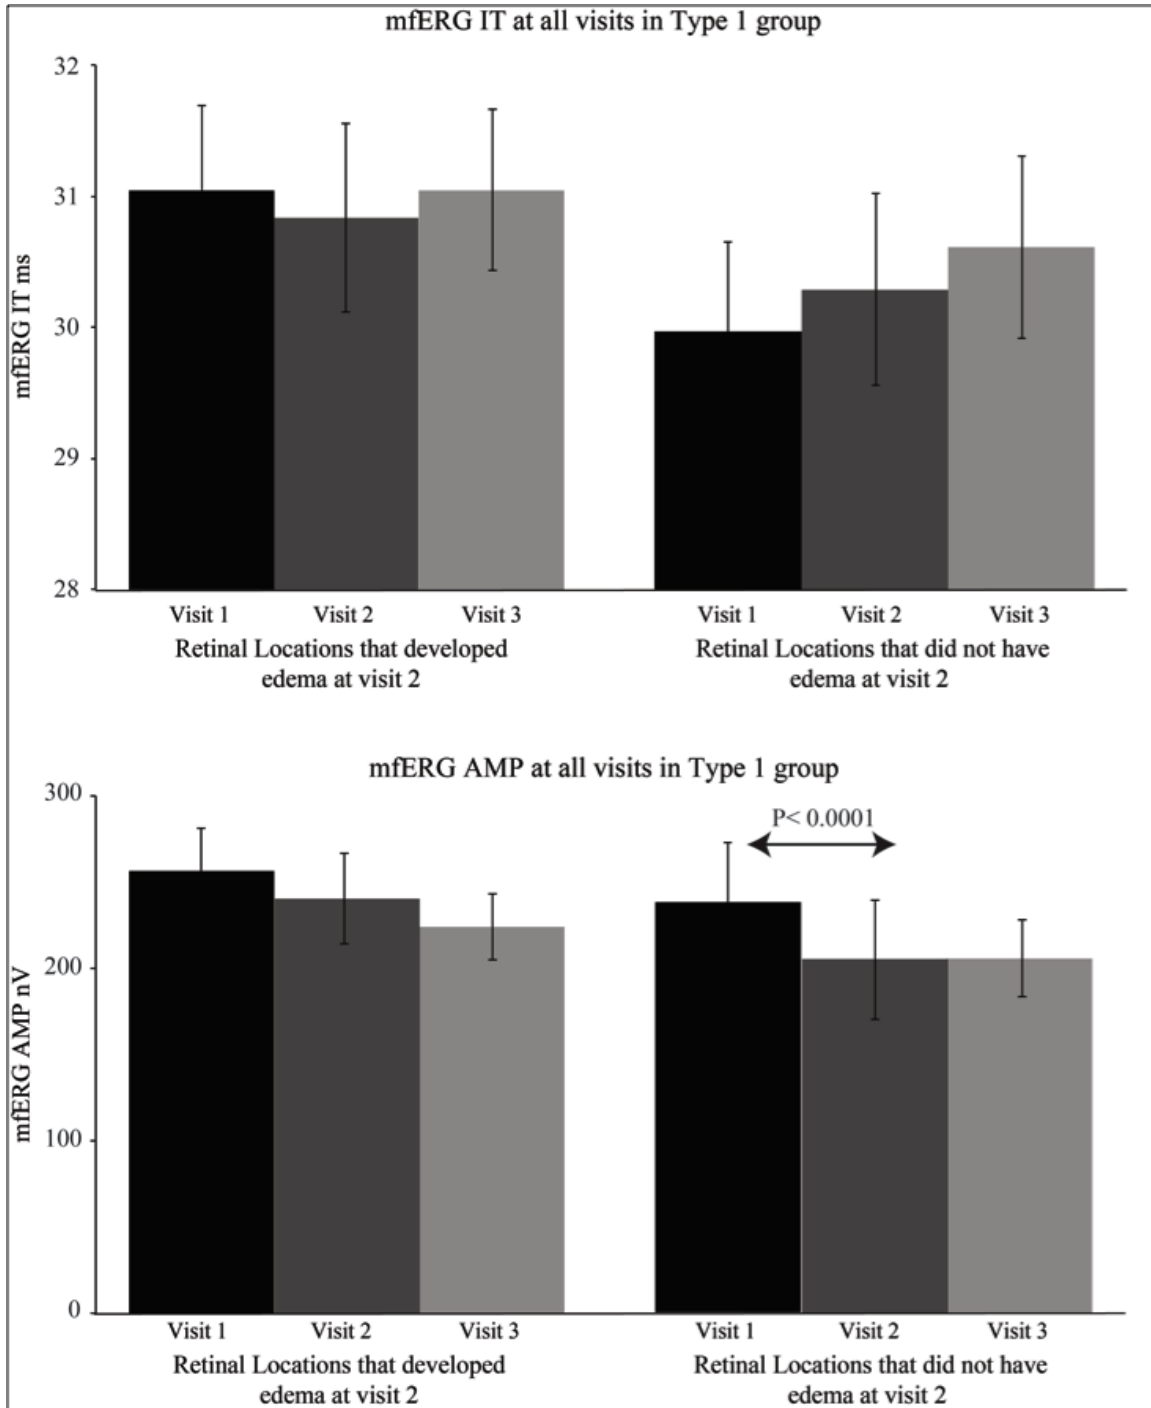 mfERG IT at all visits in Type 1 group
32
31
30
29
28
mfERG IT ms
Visit 1 Visit 2 Visit 3 Visit 1 Visit 2 Visit 3
Retinal Locations that developed
edema at visit 2
Retinal Locations that did not have
edema at visit 2
mfERG AMP at all visits in Type 1 group
300
200
100
0
mfERG AMP nV
P< 0.0001
Visit 1 Visit 2 Visit 3 Visit 1 Visit 2 Visit 3
Retinal Locations that developed
edema at visit 2
Retinal Locations that did not have
edema at visit 2